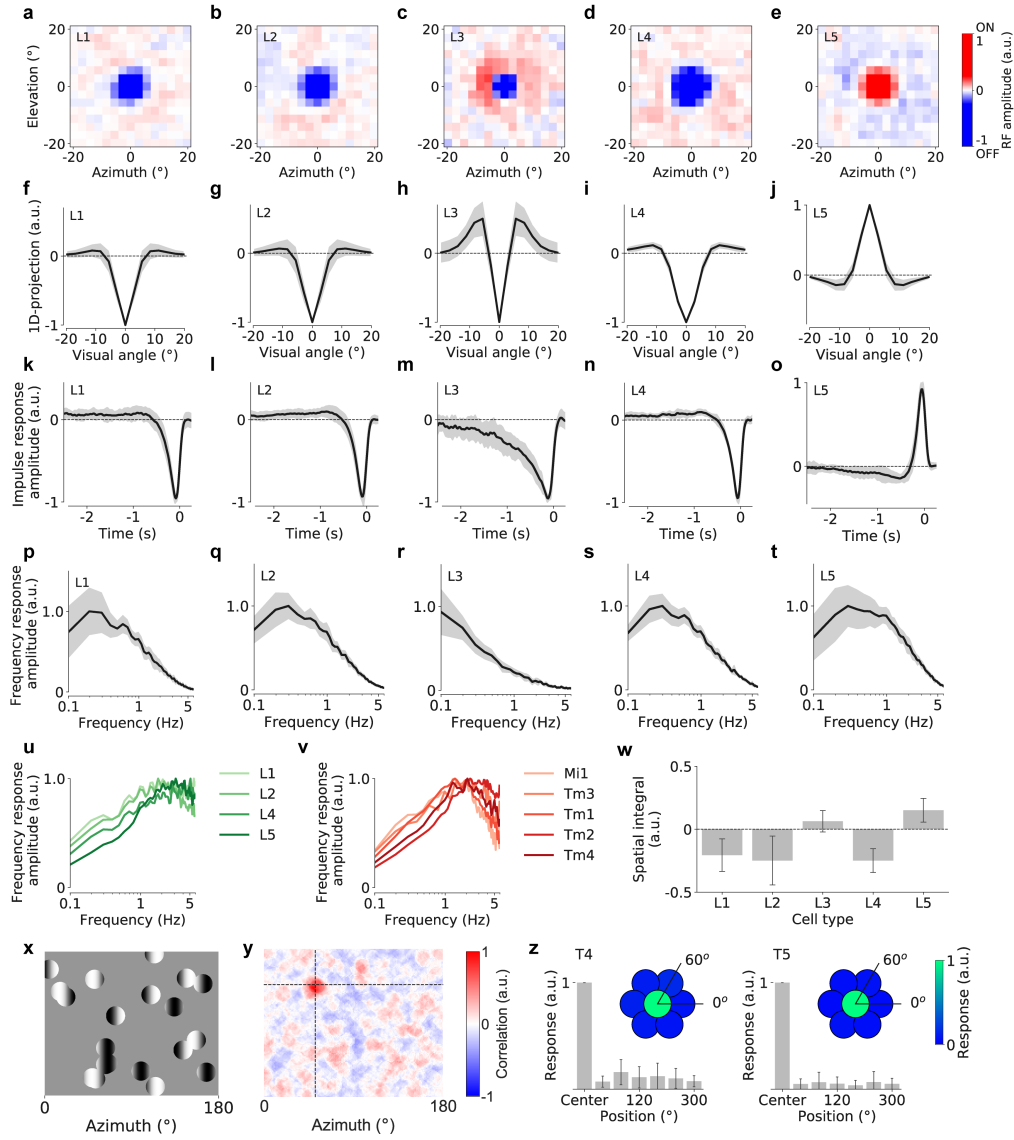 a b c d e
L1 L2 L3 L4 L5
ON
20 20 20 20 20
1
Elevation (°)
0 0 0 0 0
0
RF amplitude (a.u.)
-1
-20 -20 -20 -20 -20
OFF
-20 0 20 -20 0 20 -20 0 20 -20 0 20 -20 0 20
Azimuth (°) Azimuth (°) Azimuth (°) Azimuth (°) Azimuth (°)
f g h i j
L1 L2 L3 L4 L5
1D-projection (a.u.)
1
0 0 0 0 0
-1 -1 -1 -1
-20 -10 0 10 20 -20 -10 0 10 20 -20 -10 0 10 20 -20 -10 0 10 20 -20 -10 0 10 20
Visual angle (°) Visual angle (°) Visual angle (°) Visual angle (°) Visual angle (°)
k l m n o
L1 L2 L3 L4 L5
Impulse response
amplitude (a.u.)
1
0 0 0 0 0
-1 -1 -1 -1
-2 -1 0 -2 -1 0 -2 -1 0 -2 -1 0 -2 -1 0
Time (s) Time (s) Time (s) Time (s) Time (s)
p q r s t
L1 L2 L3 L4 L5
Frequency response
amplitude (a.u.)
1.0 1.0 1.0 1.0 1.0
0 0 0 0 0
0.1 1 5 0.1 1 5 0.1 1 5 0.1 1 5 0.1 1 5
Frequency (Hz) Frequency (Hz) Frequency (Hz) Frequency (Hz) Frequency (Hz)
u
Frequency response
amplitude (a.u.)
1.0
0
0.1 1 5
Frequency (Hz)
L1
L2
L4
L5
v
Frequency response
amplitude (a.u.)
1.0
0
0.1 1 5
Frequency (Hz)
Mi1
Tm3
Tm1
Tm2
Tm4
w
Spatial integral
(a.u.)
0.5
0
-0.5
L1 L2 L3 L4 L5
Cell type
x
0 180
Azimuth (°)
y
0 180
Azimuth (°)
1
0
-1
Correlation (a.u.)
z
T4
Response (a.u.)
1
60°
0°
Center 120 300
Position (°)
T5
Response (a.u.)
1
60°
0°
Center 120 300
Position (°)
1
0
Response (a.u.)